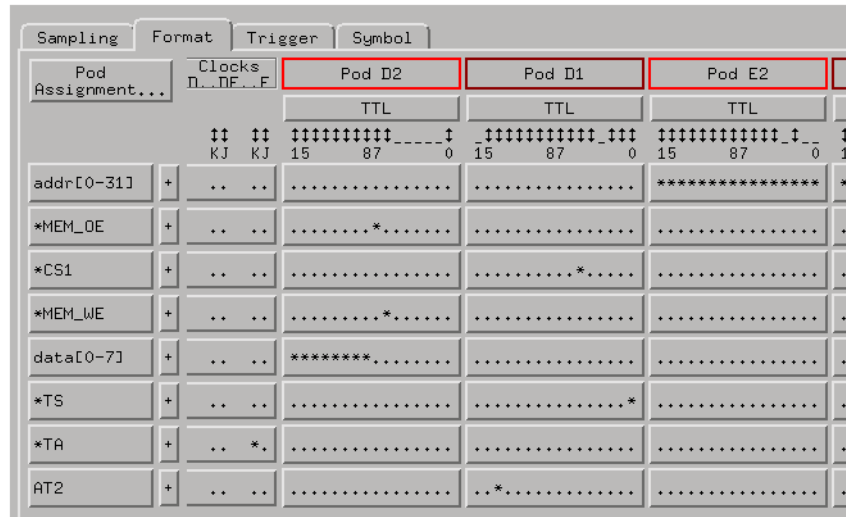 Sampling Format Trigger Symbol
Pod Assignment... Clocks Pod D2 Pod D1 Pod E2
TTL TTL TTL
KJ KJ 15 87 0 15 87 0 15 87 0
addr[0-31] + .. .. ................ ................ ****************
*MEM_OE + .. .. ........*....... ................ ................
*CS1 + .. .. ................ ..........*..... ................
*MEM_WE + .. .. .........*...... ................ ................
data[0-7] + .. .. ********........ ................ ................
*TS + .. .. ................ ...............* ................
*TA + .. *. ................ ................ ................
AT2 + .. .. ................ ..*............. ................